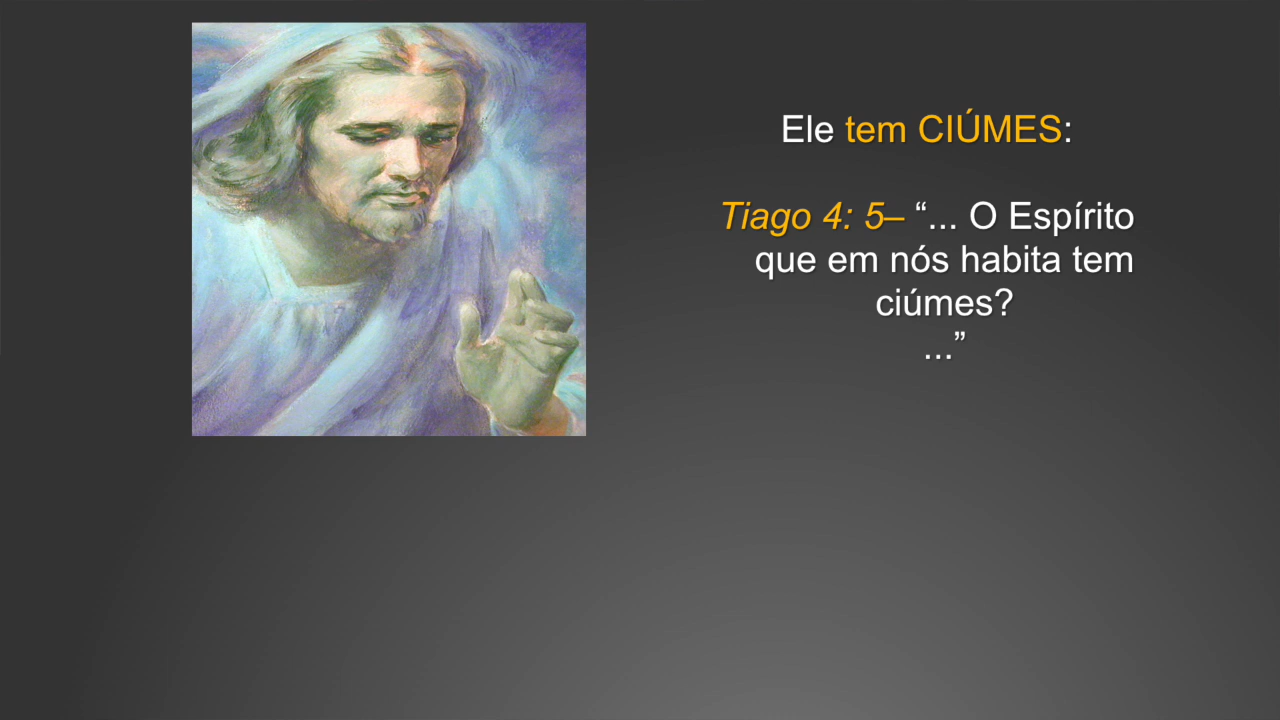 Ele tem CIÚMES:
Tiago 4: 5– “... O Espírito
que em nós habita tem
ciúmes?
...”